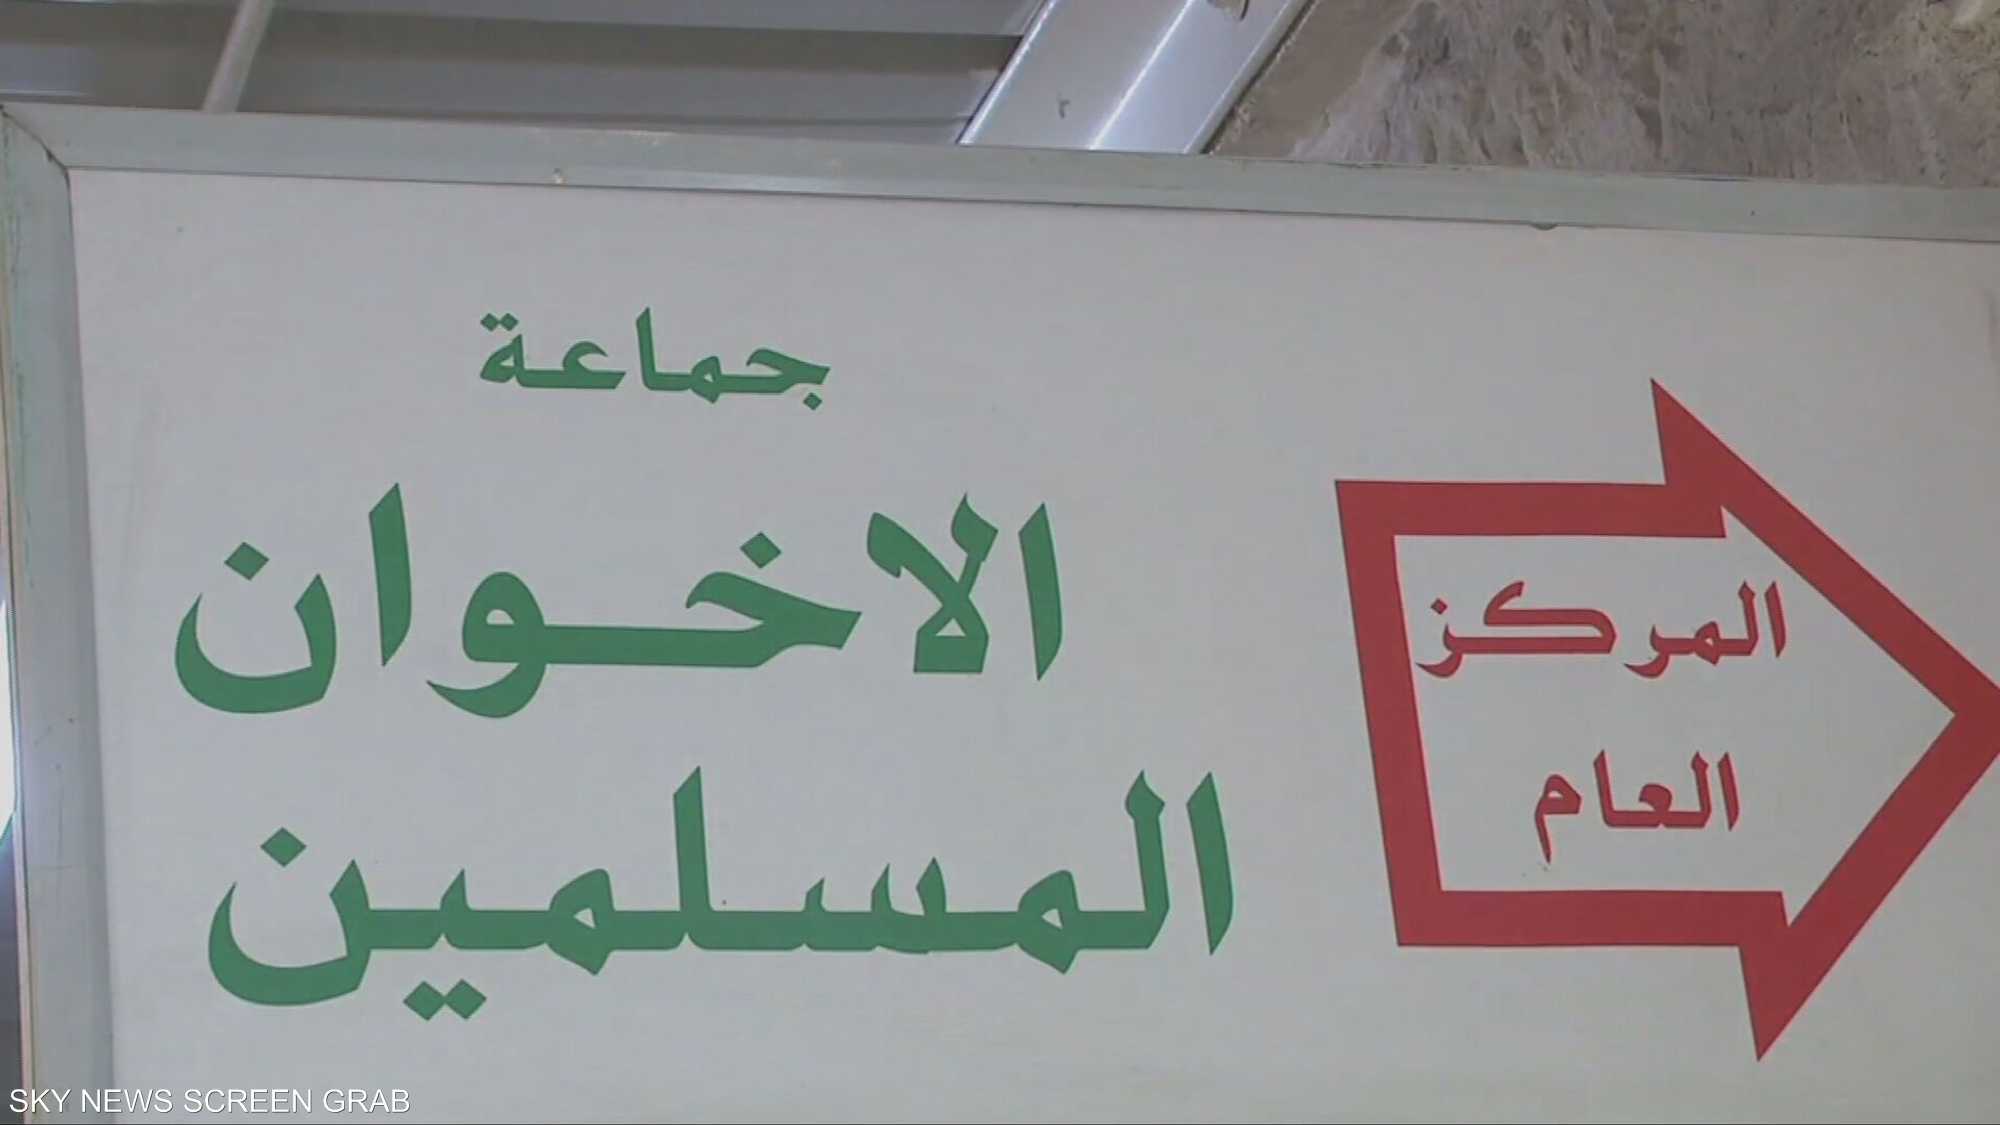 جماعة
الاخوان
المسلمين
المركز
العام
SKY NEWS SCREEN GRAB